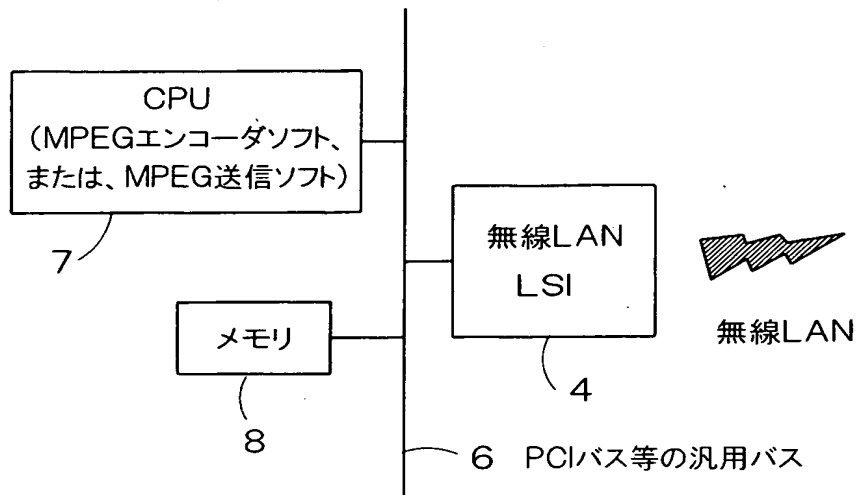 CPU
(MPEGエンコーダソフト、
または、MPEG送信ソフト)
7
無線LAN
LSI
4
無線LAN
メモリ
8
6 PCIバス等の汎用バス